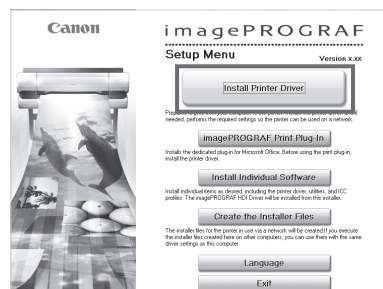 Canon
imagePROGRAF
Setup Menu
Version x.xx
Install Printer Driver
needed, performs the required settings so the printer can be used on a network.
imagePROGRAF Print Plug-In
Installs the dedicated plug-in for Microsoft Office. Before using the print plug-in,
install the printer driver.
Install Individual Software
Install individual items as desired, including the printer driver, utilities, and ICC
profiles. The imagePROGRAF HDI Driver will be installed from this installer.
Create the Installer Files
The installer files for the printer in use via a network will be created.If you execute
the installer files created here on other computers, you can use them with the same
driver settings as this computer.
Language
Exit